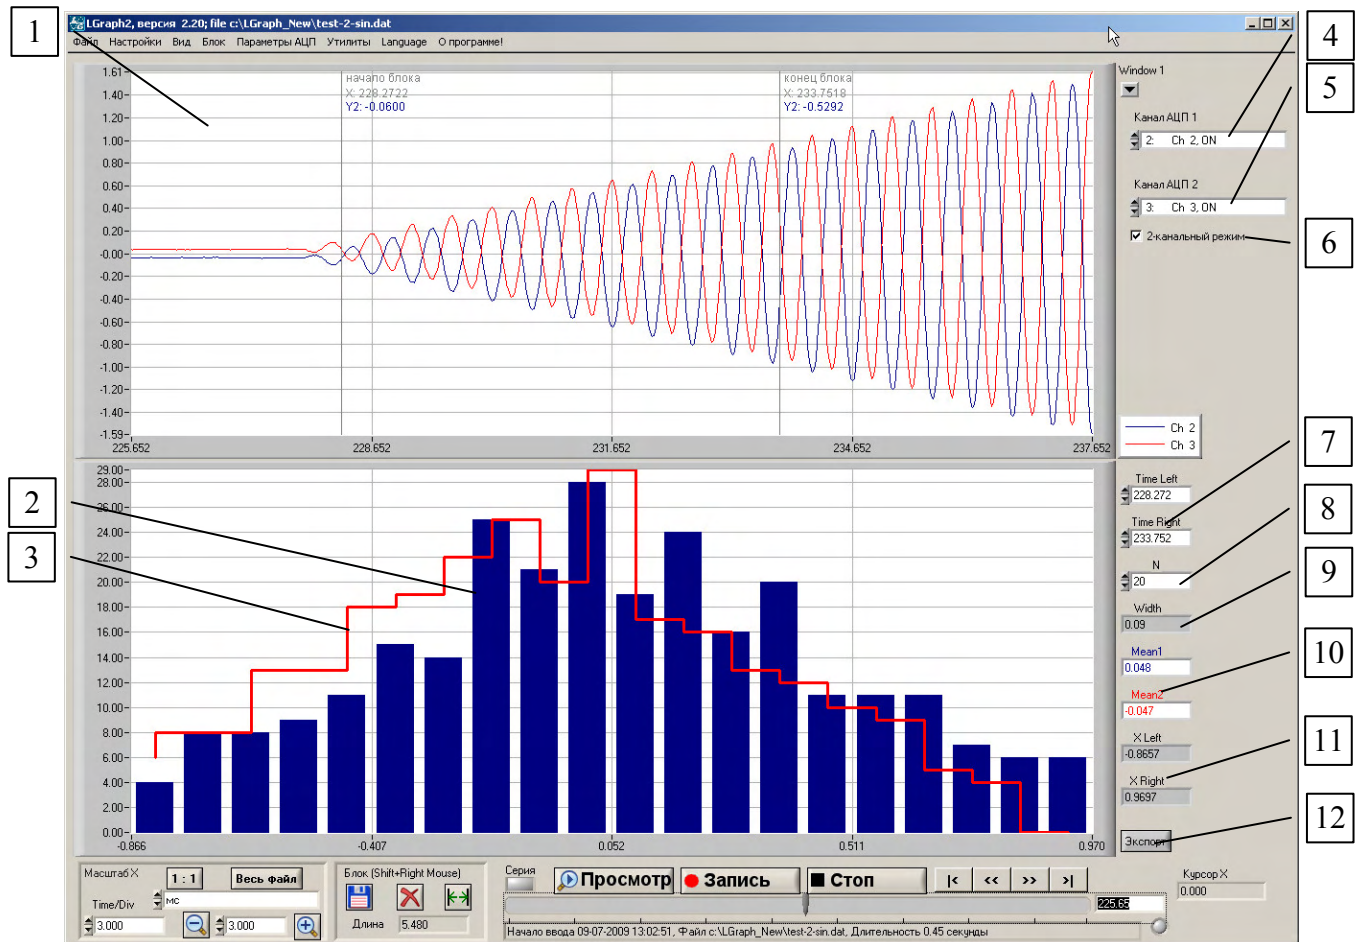 LGraph2, версия 2.20; file c:\LGraph_New\test-2-sin.dat
Файл Настройки Вид Блок Параметры АЦП Утилиты Language О программе!
1
2
3
4
5
6
7
8
9
10
11
12
1.61
1.40
1.20
1.00
0.80
0.60
0.40
0.20
-0.00
-0.20
-0.40
-0.60
-0.80
-1.00
-1.20
-1.40
-1.59
начало блока
X: 228.2722
Y2: -0.0600
конец блока
X: 233.7518
Y2: -0.5292
225.652 228.652 231.652 234.652 237.652
Window 1
Канал АЦП 1
2: Ch 2, ON
Канал АЦП 2
3: Ch 3, ON
2-канальный режим
Ch 2
Ch 3
29.00
28.00
26.00
24.00
22.00
20.00
18.00
16.00
14.00
12.00
10.00
8.00
6.00
4.00
2.00
0.00
-0.866 -0.407 0.052 0.511 0.970
Time Left
228.272
Time Right
233.752
N
20
Width
0.09
Mean1
0.048
Mean2
-0.047
X Left
-0.8657
X Right
0.9697
Экспорт
Масштаб X
1 : 1
Весь файл
Time/Div
мс
3.000
3.000
Блок (Shift+Right Mouse)
Длина
5.480
Серия
Просмотр
Запись
Стоп
|<
<<
>>
>|
225.65
Курсор X
0.000
Начало ввода 09-07-2009 13:02:51, Файл c:\LGraph_New\test-2-sin.dat, Длительность 0.45 секунды